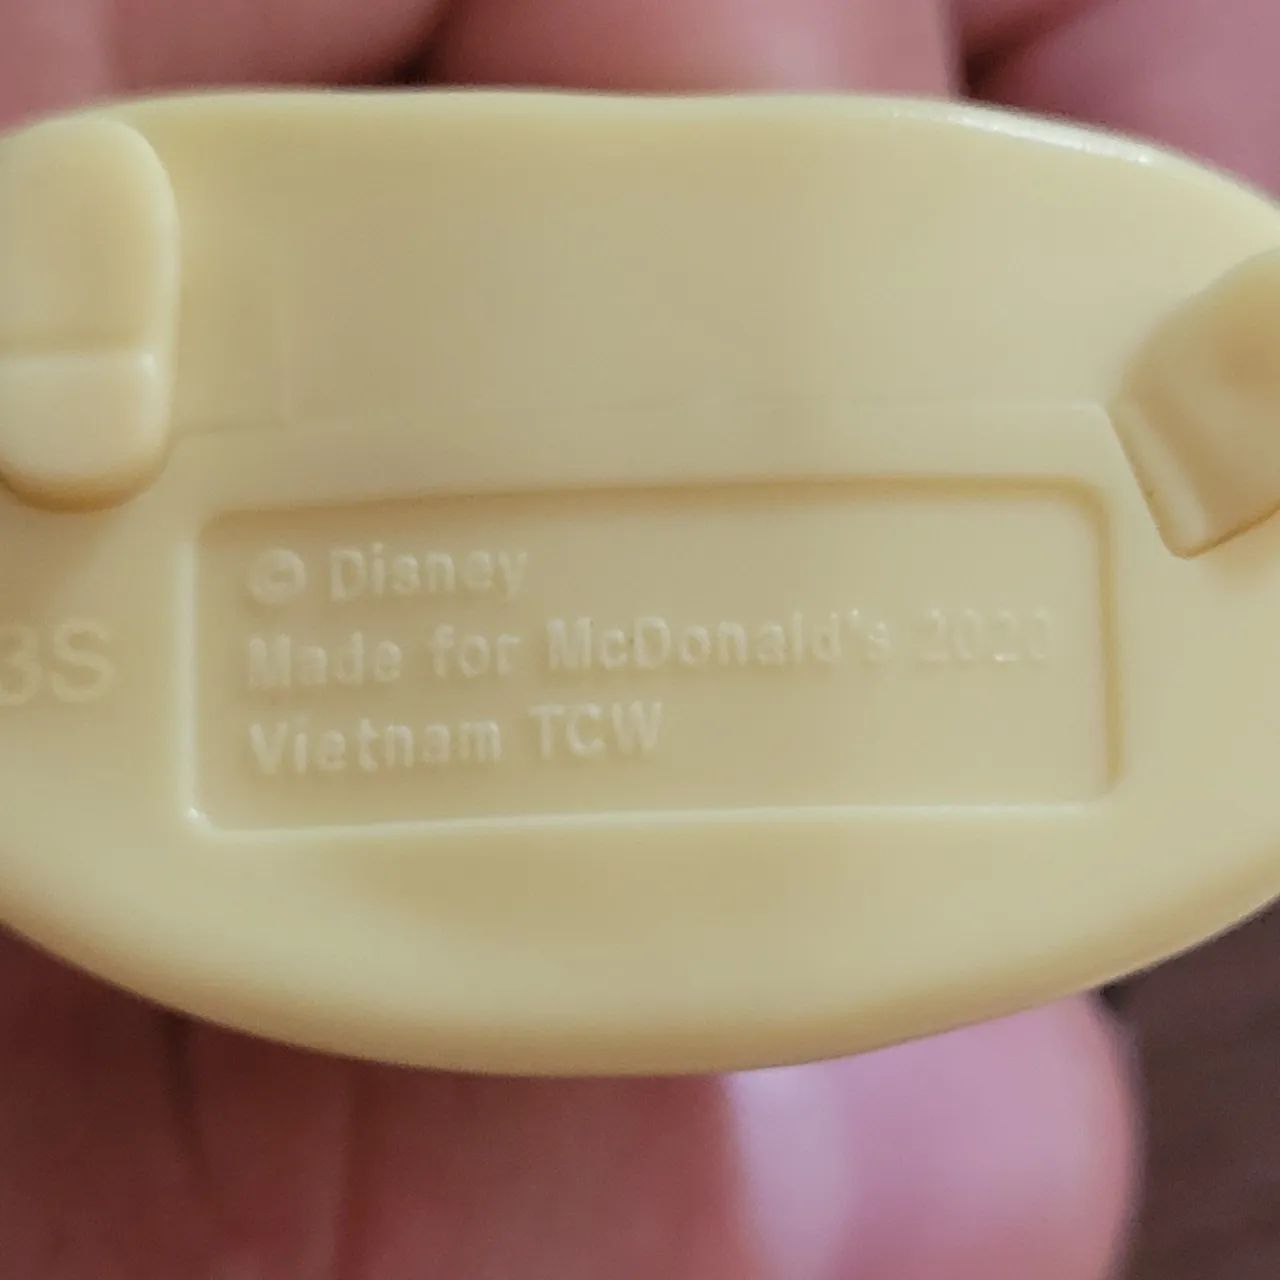 © Disney
Made for McDonald's 2020
Vietnam TCW
3S